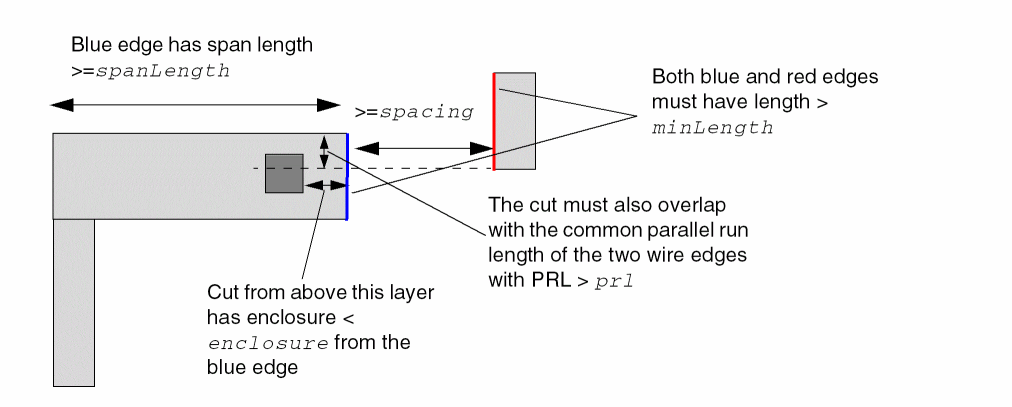 Blue edge has span length
>=spanLength
>=spacing
Both blue and red edges
must have length >
minLength
The cut must also overlap
with the common parallel run
length of the two wire edges
with PRL > prl
Cut from above this layer
has enclosure <
enclosure from the
blue edge